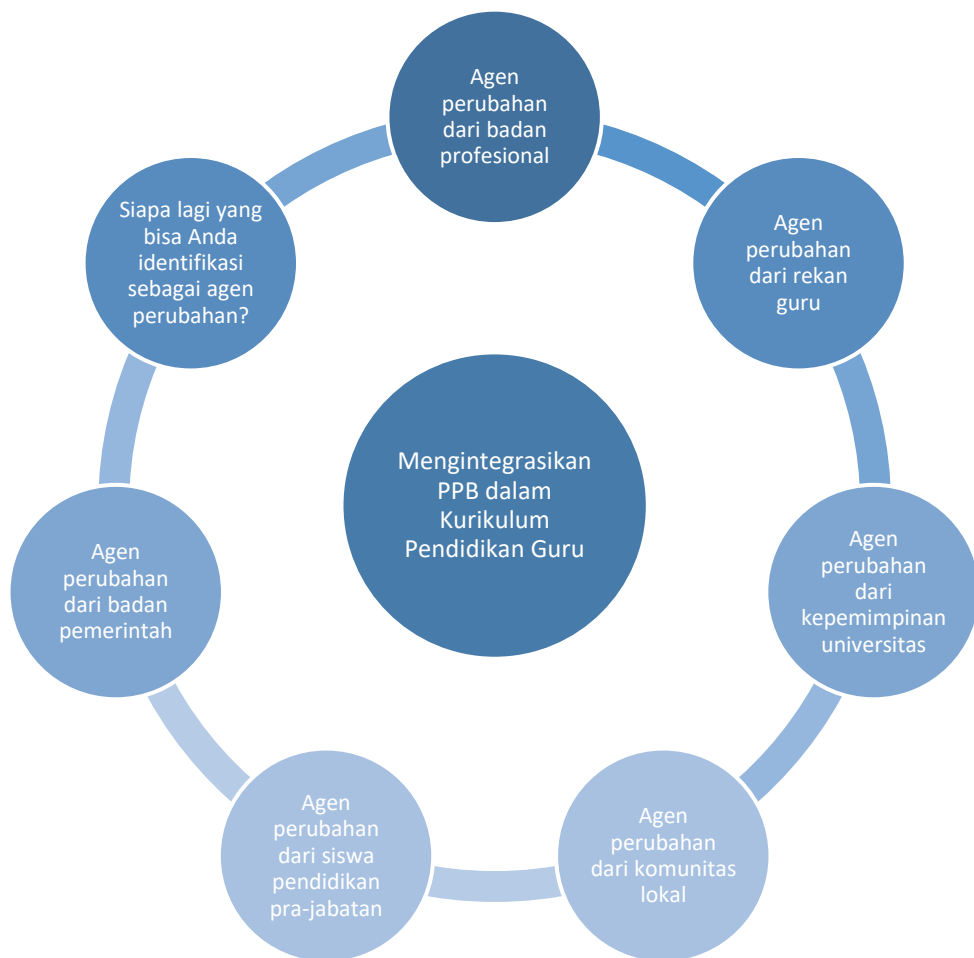 Agen
perubahan
dari badan
profesional
Agen
perubahan
dari rekan
guru
Agen
perubahan
dari
kepemimpinan
universitas
Agen
perubahan
dari komunitas
lokal
Agen
perubahan
dari siswa
pendidikan
pra-jabatan
Agen
perubahan
dari badan
pemerintah
Siapa lagi yang
bisa Anda
identifikasi
sebagai agen
perubahan?
Mengintegrasikan
PPB dalam
Kurikulum
Pendidikan Guru